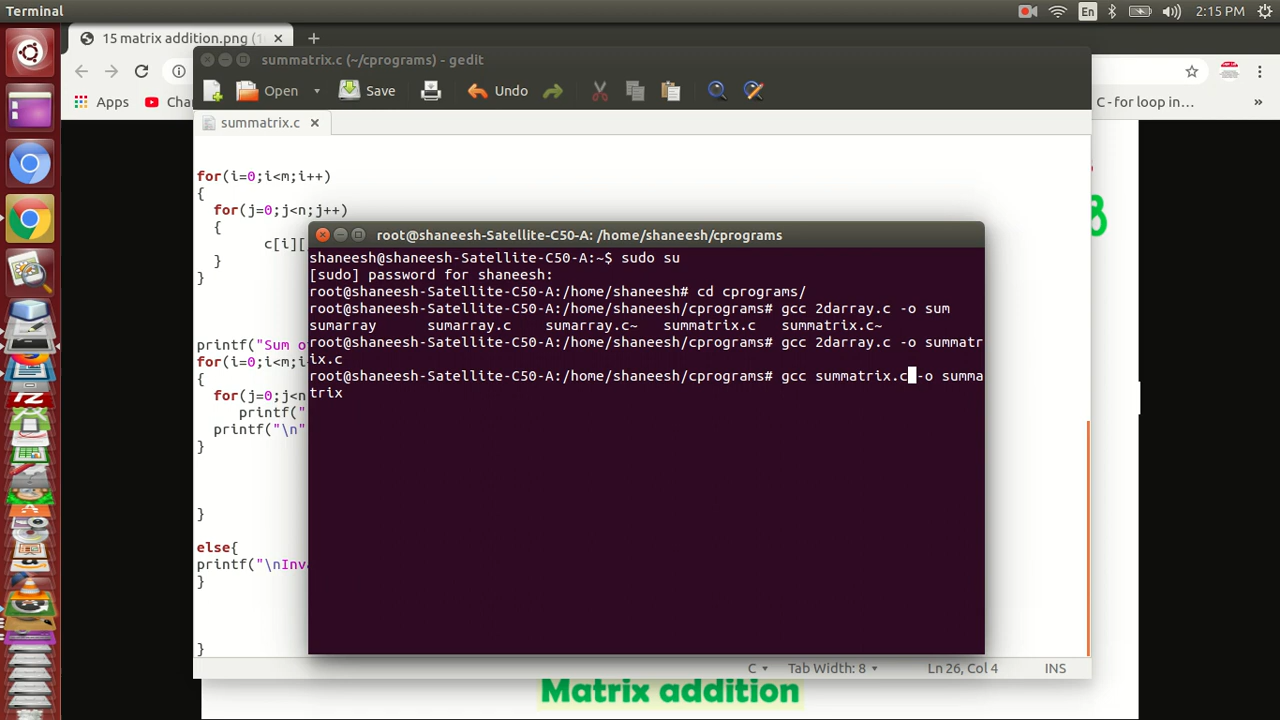 Terminal
En
2:15 PM
15 matrix addition.png (1
summatrix.c (~/cprograms) - gedit
Apps
Open
Save
Undo
C - for loop in…
»
summatrix.c
for(i=0;i<m;i++)
{
for(j=0;j<n;j++)
{
c[i][
}
}
printf("Sum o
for(i=0;i<m;i
{
for(j=0;j<n
printf("
printf("\n"
}
}
else{
printf("\nInv
}
}
root@shaneesh-Satellite-C50-A: /home/shaneesh/cprograms
shaneesh@shaneesh-Satellite-C50-A:~$ sudo su
[sudo] password for shaneesh:
root@shaneesh-Satellite-C50-A:/home/shaneesh# cd cprograms/
root@shaneesh-Satellite-C50-A:/home/shaneesh/cprograms# gcc 2darray.c -o sum
sumarray sumarray.c sumarray.c~ summatrix.c summatrix.c~
root@shaneesh-Satellite-C50-A:/home/shaneesh/cprograms# gcc 2darray.c -o summatr
ix.c
root@shaneesh-Satellite-C50-A:/home/shaneesh/cprograms# gcc summatrix.c -o summa
trix
C Tab Width: 8 Ln 26, Col 4 INS
Matrix addition